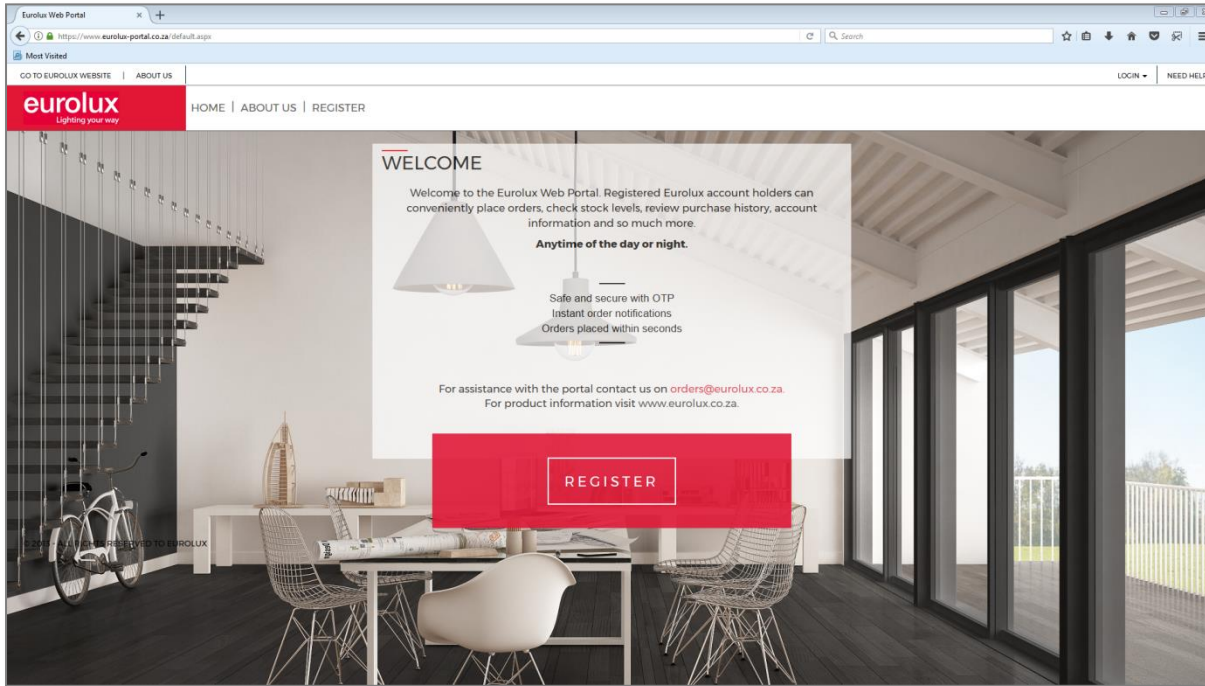 Eurolux Web Portal
https://www.eurolux-portal.co.za/default.aspx
Search
Most Visited
GO TO EUROLUX WEBSITE | ABOUT US
LOGIN
NEED HELP
eurolux
Lighting your way
HOME | ABOUT US | REGISTER
WELCOME
Welcome to the Eurolux Web Portal. Registered Eurolux account holders can
conveniently place orders, check stock levels, review purchase history, account
information and so much more.
Anytime of the day or night.
Safe and secure with OTP
Instant order notifications
Orders placed within seconds
For assistance with the portal contact us on orders@eurolux.co.za.
For product information visit www.eurolux.co.za.
REGISTER
ALL RIGHTS RESERVED TO EUROLUX